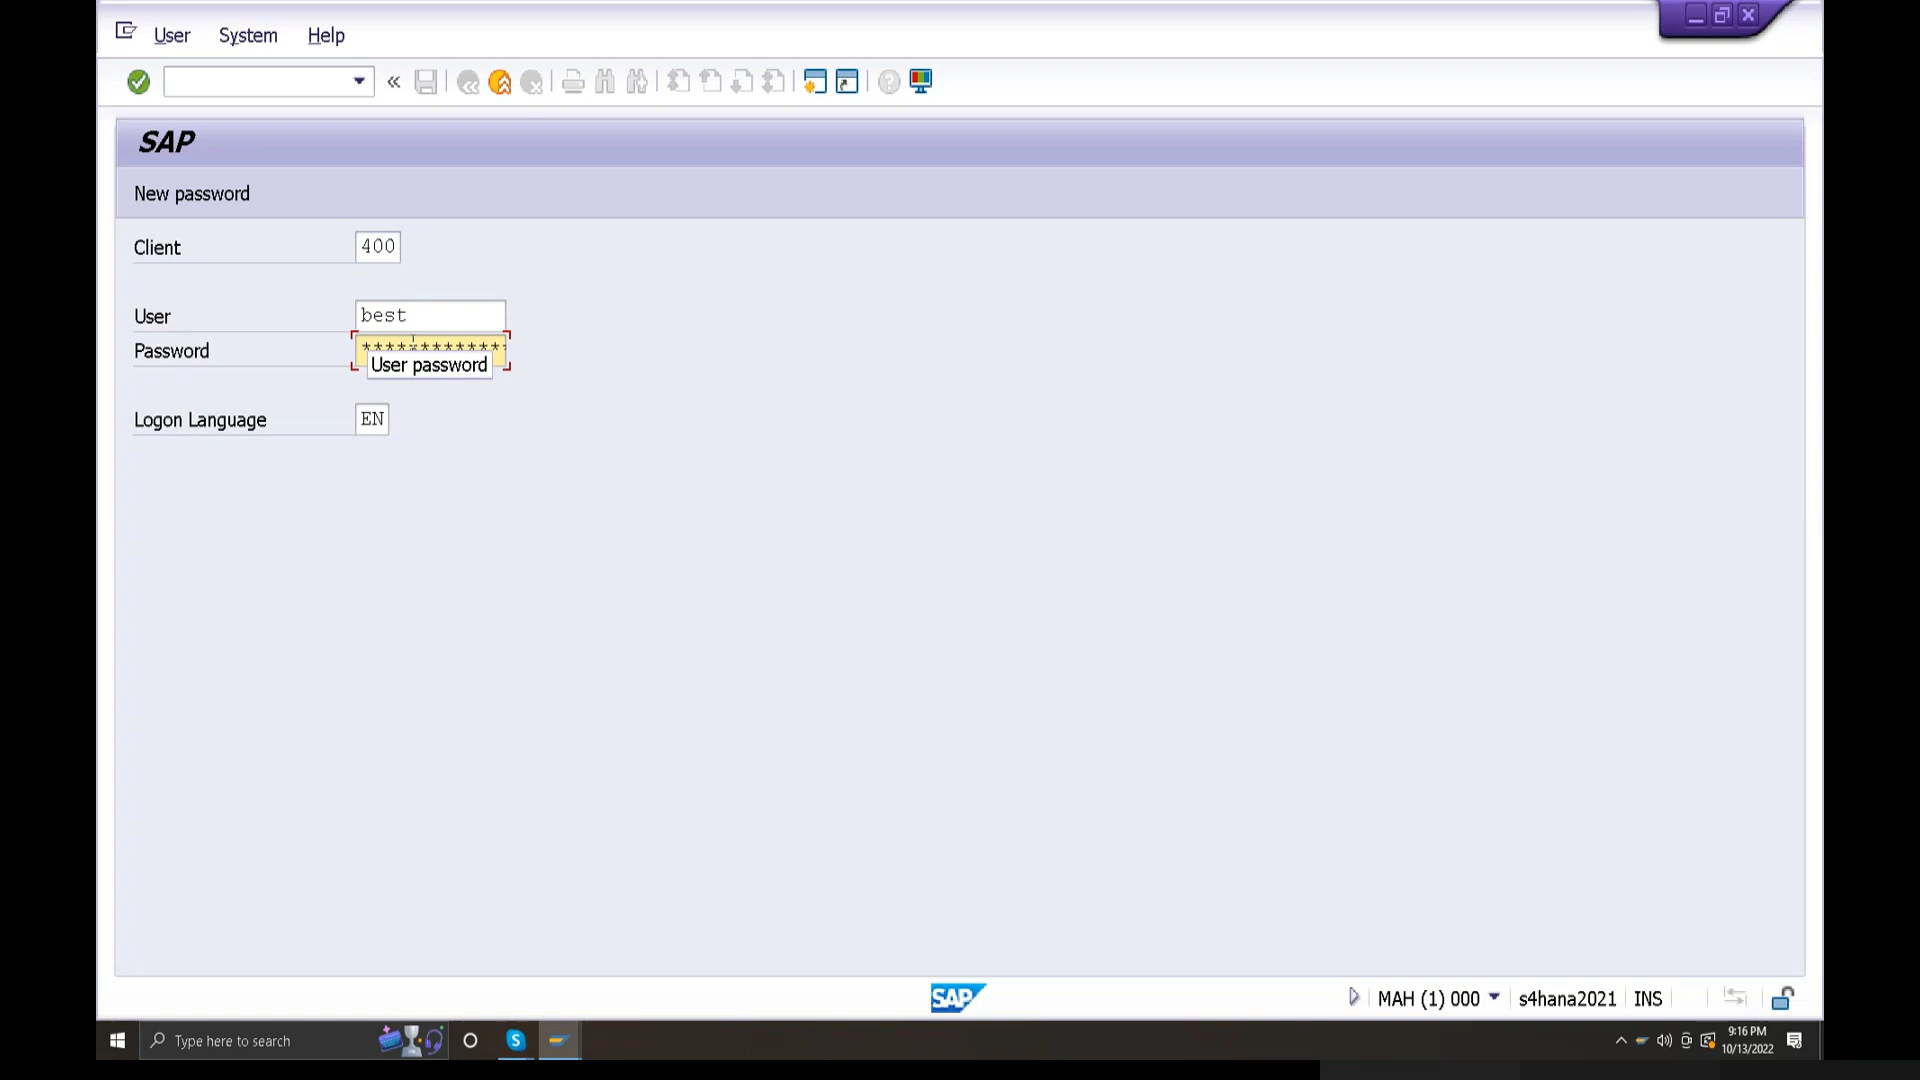 User System Help
SAP
New password
Client 400
User best
Password *************
User password
Logon Language EN
SAP MAH (1) 000 s4hana2021 INS
Type here to search S 9:16 PM
10/13/2022